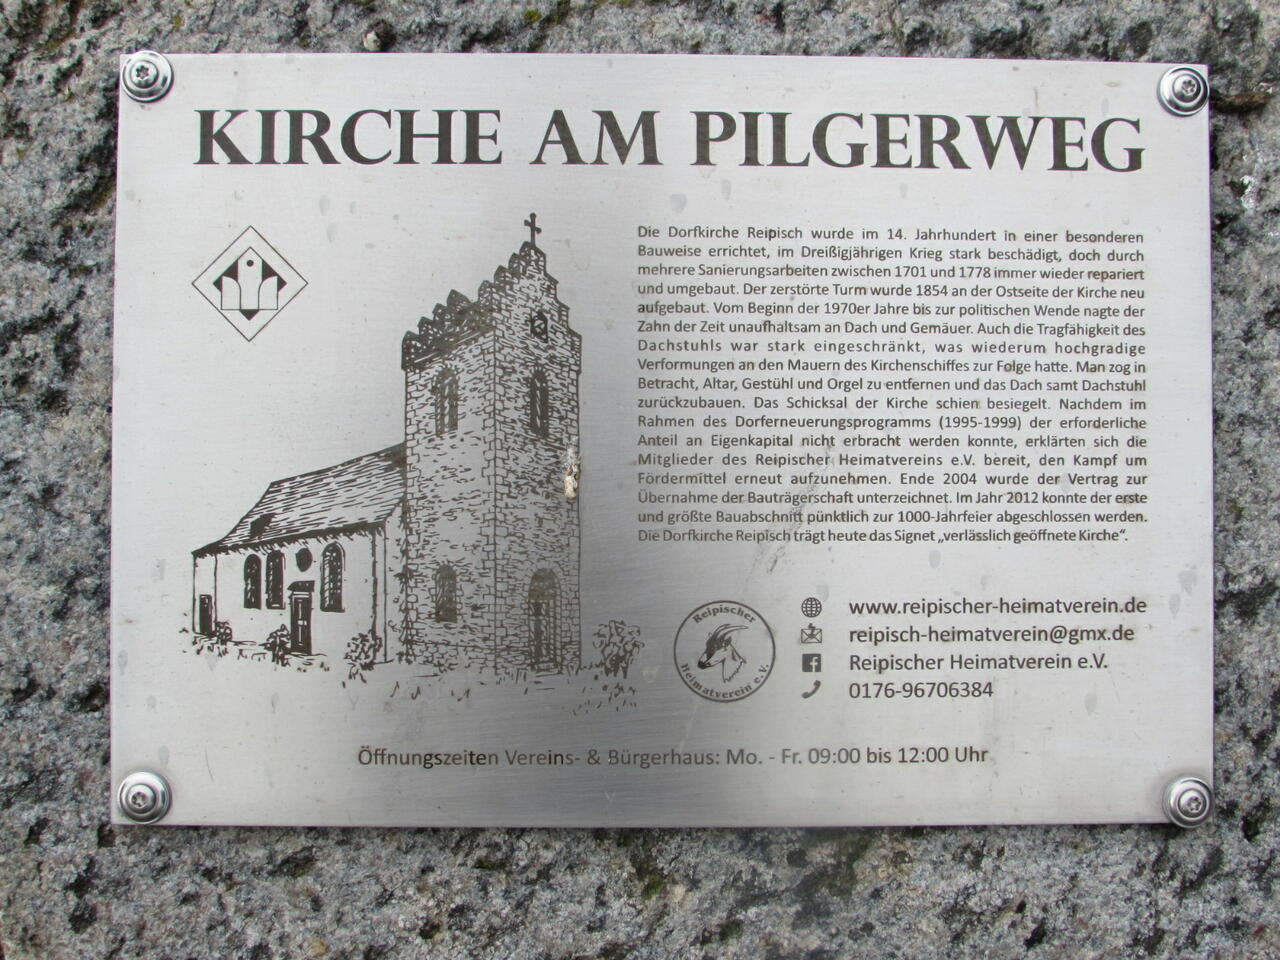 KIRCHE AM PILGERWEG
Die Dorfkirche Reipisch wurde im 14. Jahrhundert in einer besonderen
Bauweise errichtet, im Dreißigjährigen Krieg stark beschädigt, doch durch
mehrere Sanierungsarbeiten zwischen 1701 und 1778 immer wieder repariert
und umgebaut. Der zerstörte Turm wurde 1854 an der Ostseite der Kirche neu
aufgebaut. Vom Beginn der 1970er Jahre bis zur politischen Wende nagte der
Zahn der Zeit unaufhaltsam an Dach und Gemäuer. Auch die Tragfähigkeit des
Dachstuhls war stark eingeschränkt, was wiederum hochgradige
Verformungen an den Mauern des Kirchenschiffes zur Folge hatte. Man zog in
Betracht, Altar, Gestühl und Orgel zu entfernen und das Dach samt Dachstuhl
zurückzubauen. Das Schicksal der Kirche schien besiegelt. Nachdem im
Rahmen des Dorferneuerungsprogramms (1995-1999) der erforderliche
Anteil an Eigenkapital nicht erbracht werden konnte, erklärten sich die
Mitglieder des Reipischer Heimatvereins e.V. bereit, den Kampf um
Fördermittel erneut aufzunehmen. Ende 2004 wurde der Vertrag zur
Übernahme der Bauträgerschaft unterzeichnet. Im Jahr 2012 konnte der erste
und größte Bauabschnitt pünktlich zur 1000-Jahrfeier abgeschlossen werden.
Die Dorfkirche Reipisch trägt heute das Signet „verlässlich geöffnete Kirche“.
Reipischer
Heimatverein e.V.
www.reipischer-heimatverein.de
reipisch-heimatverein@gmx.de
Reipischer Heimatverein e.V.
0176-96706384
Öffnungszeiten Vereins- & Bürgerhaus: Mo. - Fr. 09:00 bis 12:00 Uhr